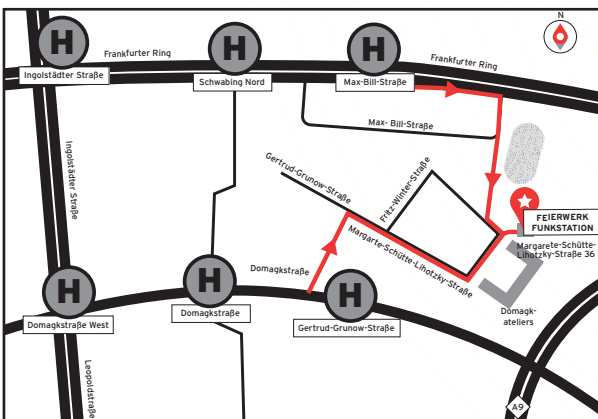 N
H
H
H
Frankfurter Ring
Frankfurter Ring
Ingolstädter Straße
Schwabing Nord
Max-Bill-Straße
Max- Bill-Straße
Ingolstädter Straße
Gertrud-Grunow-Straße
Fritz-Winter-Straße
FEIERWERK
FUNKSTATION
Margarete-Schütte-
Lihotzky-Straße 36
Margarte-Schütte-Lihotzky-Straße
Domagkstraße
H
H
H
Domagk-
ateliers
Domagkstraße West
Domagkstraße
Gertrud-Grunow-Straße
Leopoldstraße
A9